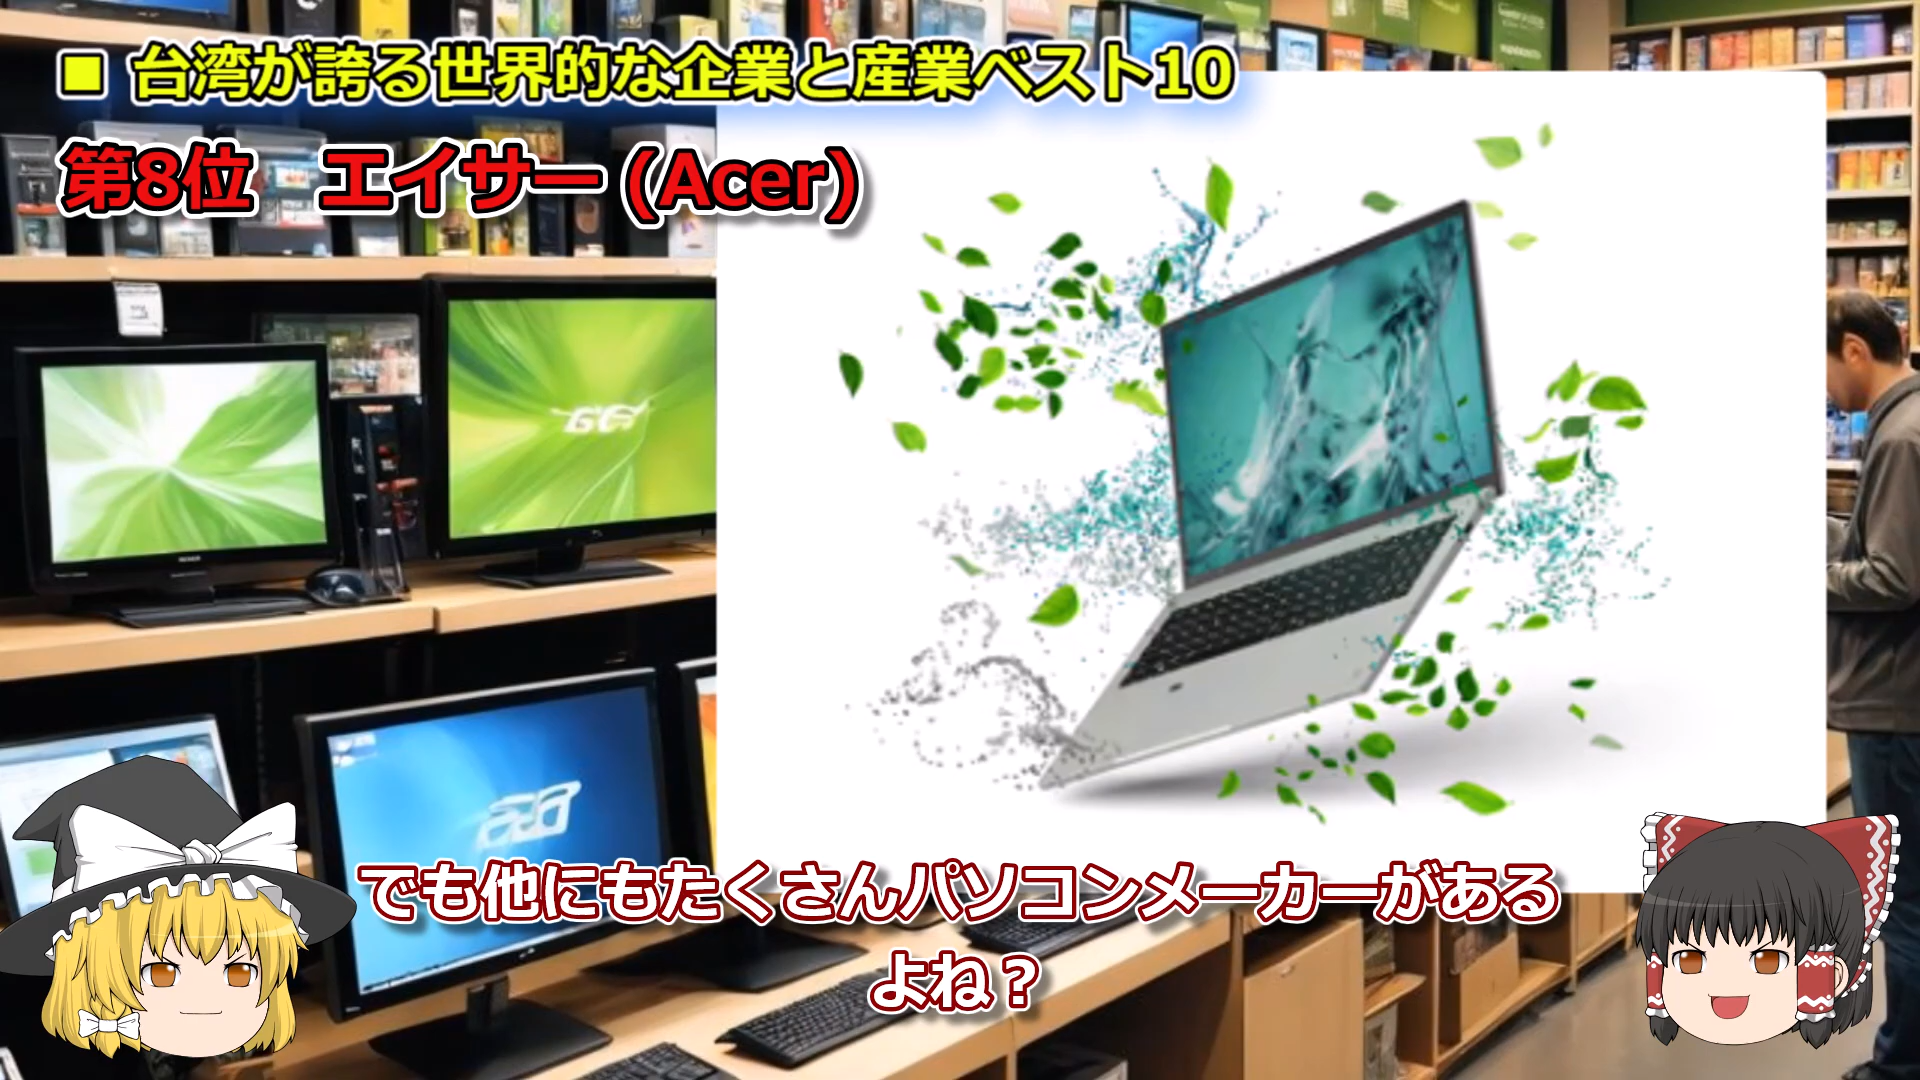 ■ 台湾が誇る世界的な企業と産業ベスト10
第8位　エイサー (Acer)
でも他にもたくさんパソコンメーカーがある
よね？